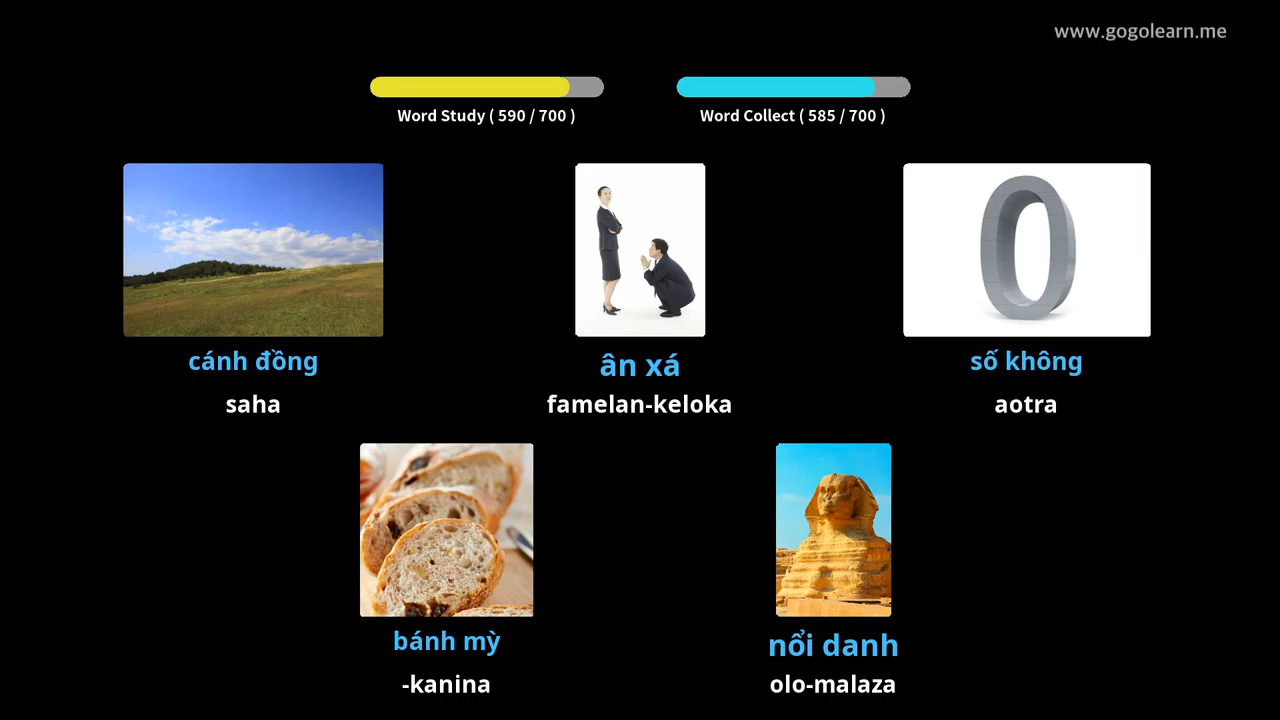 www.gogolearn.me
Word Study ( 590 / 700 )
Word Collect ( 585 / 700 )
cánh đồng
ân xá
số không
saha
famelan-keloka
aotra
bánh mỳ
nổi danh
-kanina
olo-malaza